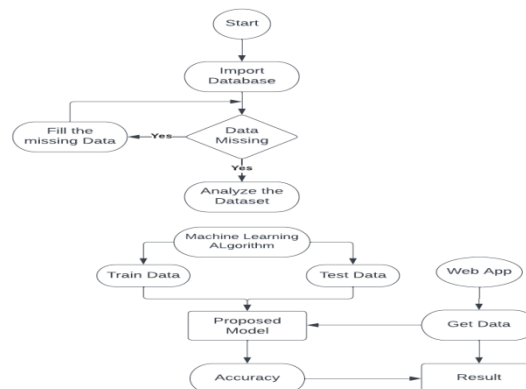 Start
Import
Database
Fill the
missing Data
Yes
Data
Missing
Yes
Analyze the
Dataset
Machine Learning
ALgorithm
Train Data
Test Data
Web App
Proposed
Model
Get Data
Accuracy
Result